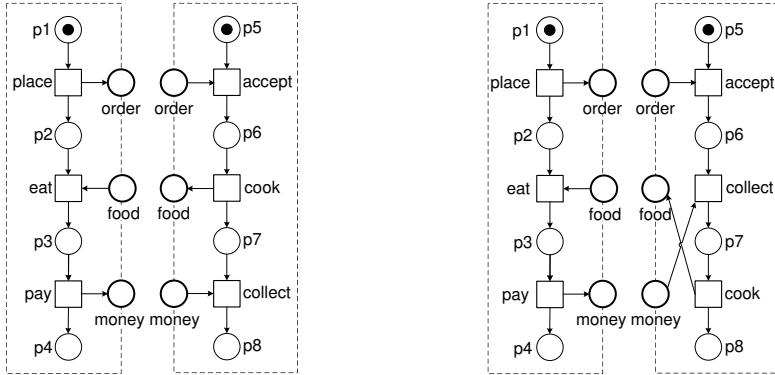 p1
place
order
p2
eat
food
p3
pay
money
p4
p5
order
accept
p6
food
cook
p7
money
collect
p8
p1
place
order
p2
eat
food
p3
pay
money
p4
p5
order
accept
p6
food
collect
p7
money
cook
p8